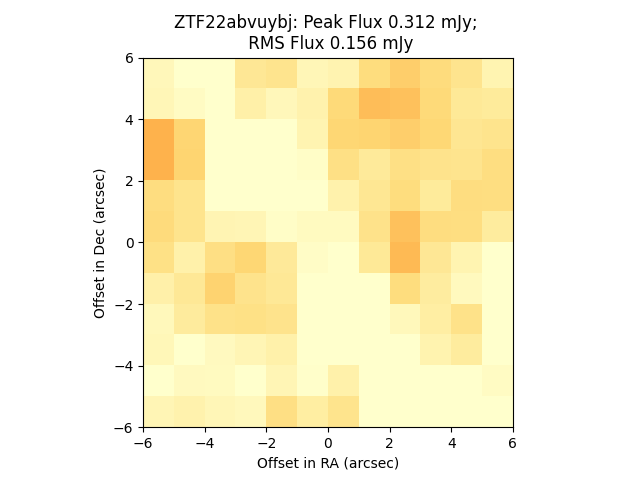 ZTF22abvuybj: Peak Flux 0.312 mJy;
RMS Flux 0.156 mJy
6
4
2
0
−2
−4
−6
Offset in Dec (arcsec)
−6 −4 −2 0 2 4 6
Offset in RA (arcsec)